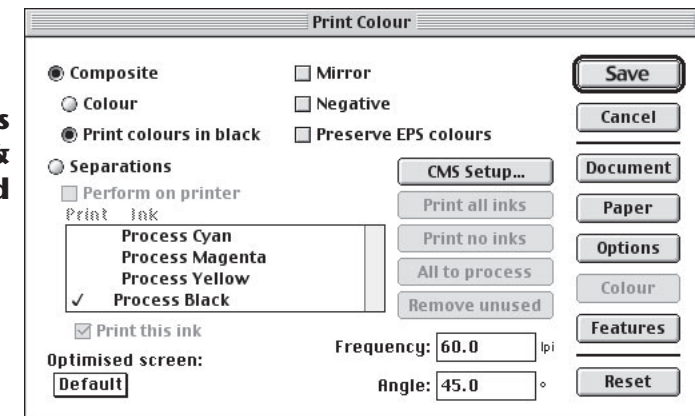 Print Colour
Composite
Mirror
Save
Colour
Negative
Cancel
Print colours in black
Preserve EPS colours
Separations
CMS Setup...
Document
Perform on printer
Print all inks
Paper
Print Ink
Process Cyan
Print no inks
Process Magenta
Options
Process Yellow
All to process
Process Black
Colour
Remove unused
Print this ink
Features
Frequency: 60.0 lpi
Optimised screen:
Default
Angle: 45.0 °
Reset
s
&
d